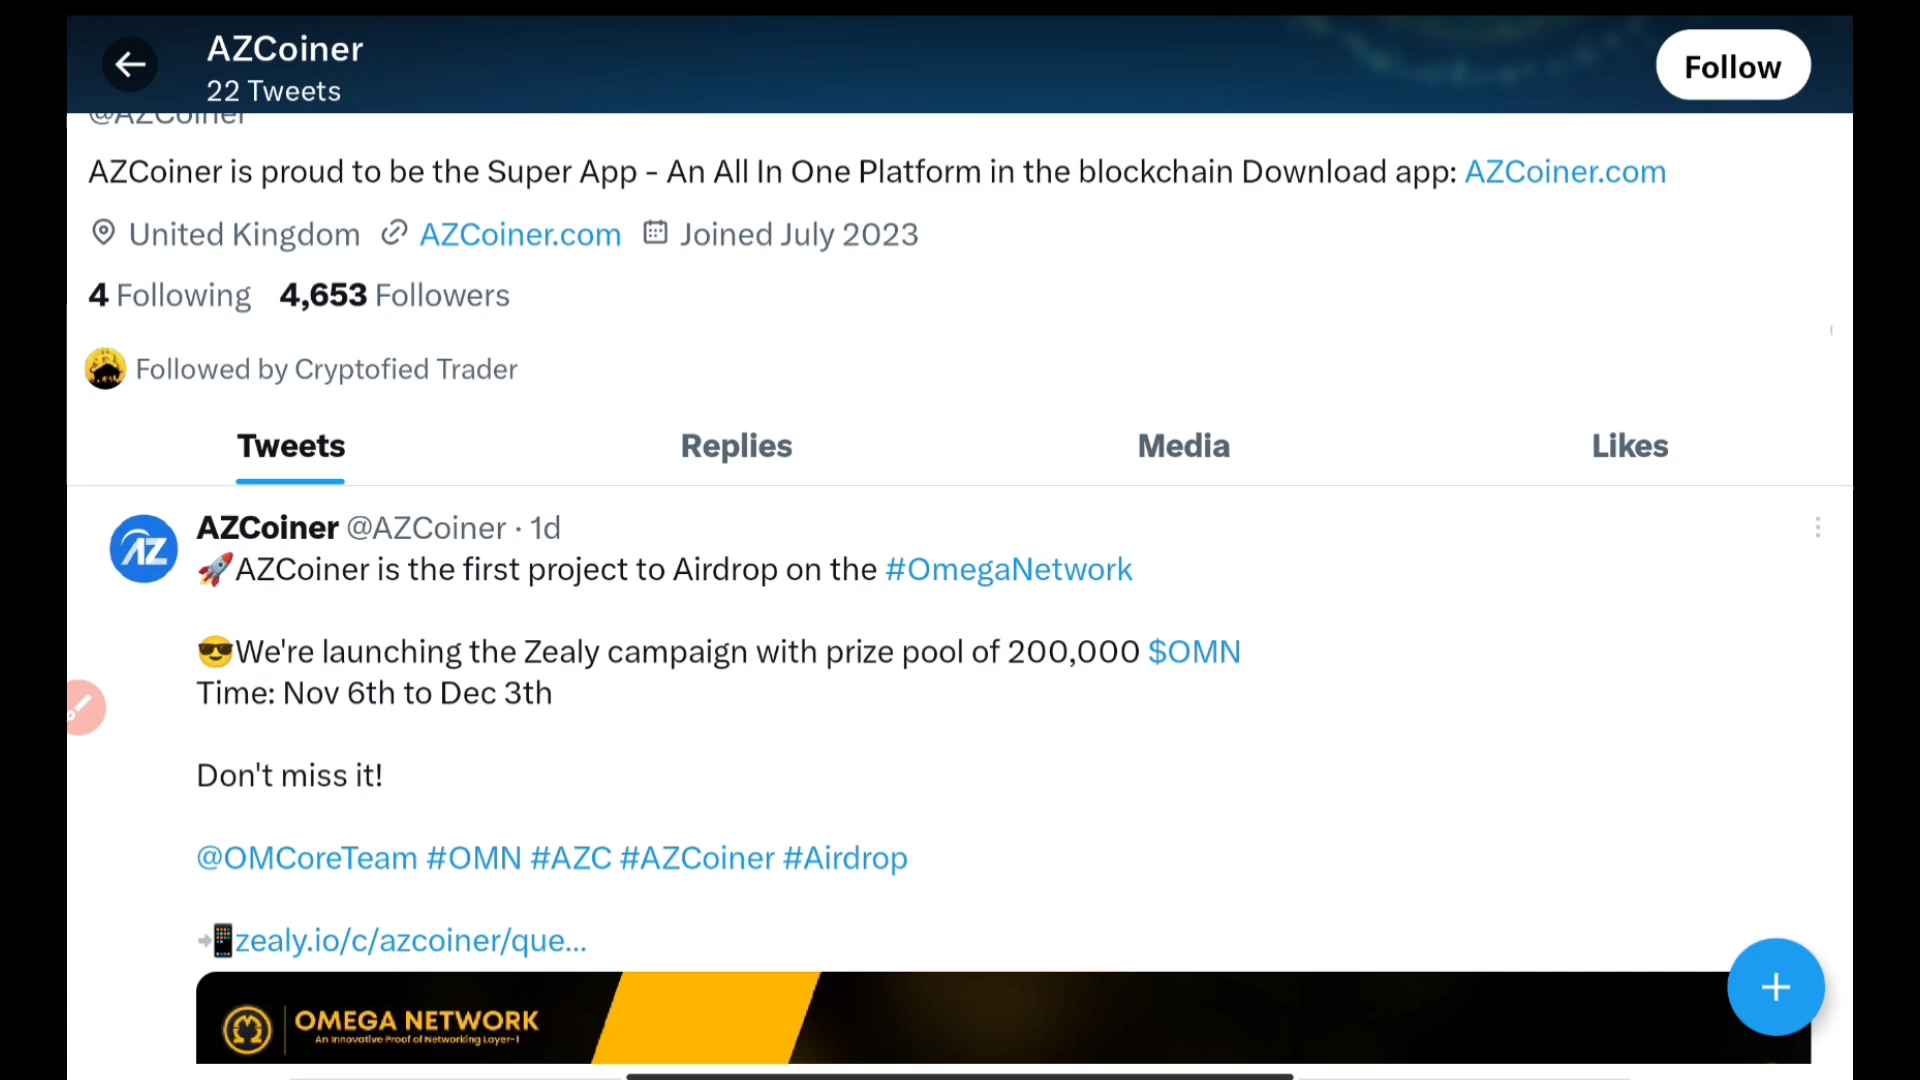 AZCoiner
22 Tweets
Follow
@AZCoiner
AZCoiner is proud to be the Super App - An All In One Platform in the blockchain Download app: AZCoiner.com
United Kingdom AZCoiner.com Joined July 2023
4 Following 4,653 Followers
Followed by Cryptofied Trader
Tweets Replies Media Likes
AZCoiner @AZCoiner · 1d
🚀AZCoiner is the first project to Airdrop on the #OmegaNetwork
😎We're launching the Zealy campaign with prize pool of 200,000 $OMN
Time: Nov 6th to Dec 3th
Don't miss it!
@OMCoreTeam #OMN #AZC #AZCoiner #Airdrop
📲zealy.io/c/azcoiner/que...
OMEGA NETWORK
An Innovative Proof of Networking Layer-1
AZ